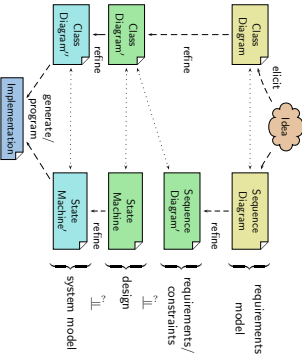 Idea
elicit
Class
Diagram
Sequence
Diagram
requirements
model
refine
refine
Class
Diagram′
Sequence
Diagram′
requirements/
constraints
⊨?
refine
State
Machine
design
refine
⊨?
Class
Diagram″
State
Machine′
system model
generate/
program
Implementation